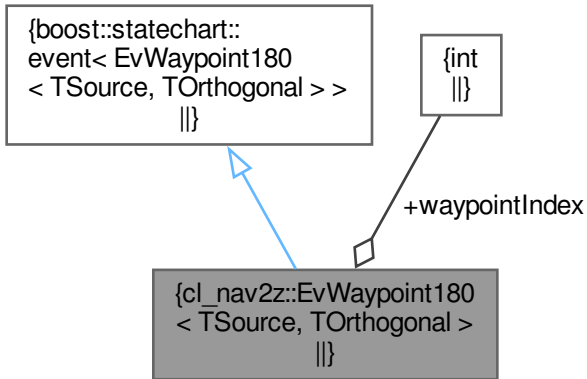 {boost::statechart::
event< EvWaypoint180
< TSource, TOrthogonal > >
||}
{int
||}
+waypointIndex
{cl_nav2z::EvWaypoint180
< TSource, TOrthogonal >
||}